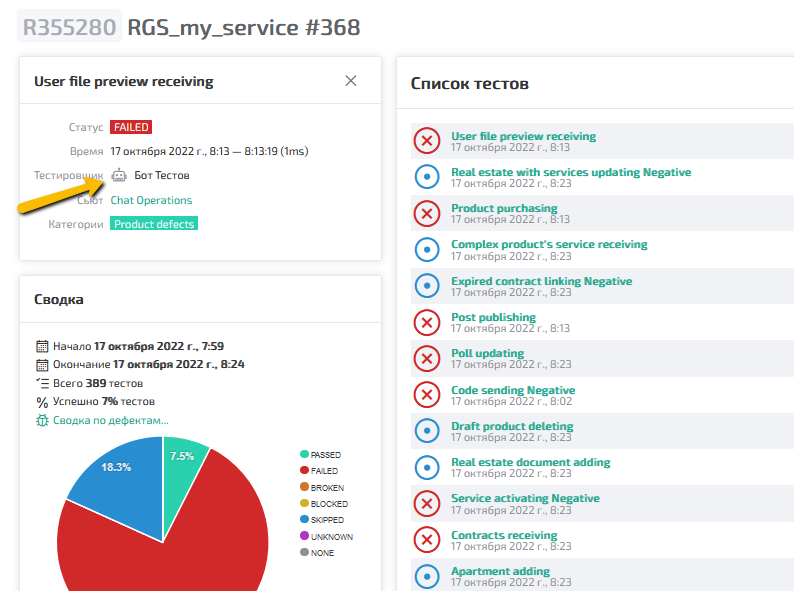 R355280 RGS_my_service #368
User file preview receiving
Статус FAILED
Время 17 октября 2022 г., 8:13 — 8:13:19 (1ms)
Тестировщик Бот Тестов
Сьют Chat Operations
Категории Product defects
Сводка
Начало 17 октября 2022 г., 7:59
Окончание 17 октября 2022 г., 8:24
Всего 389 тестов
Успешно 7% тестов
Сводка по дефектам...
7.5%
18.3%
PASSED
FAILED
BROKEN
BLOCKED
SKIPPED
UNKNOWN
NONE
Список тестов
User file preview receiving
17 октября 2022 г., 8:13
Real estate with services updating Negative
17 октября 2022 г., 8:23
Product purchasing
17 октября 2022 г., 8:13
Complex product's service receiving
17 октября 2022 г., 8:23
Expired contract linking Negative
17 октября 2022 г., 8:23
Post publishing
17 октября 2022 г., 8:13
Poll updating
17 октября 2022 г., 8:23
Code sending Negative
17 октября 2022 г., 8:02
Draft product deleting
17 октября 2022 г., 8:23
Real estate document adding
17 октября 2022 г., 8:23
Service activating Negative
17 октября 2022 г., 8:23
Contracts receiving
17 октября 2022 г., 8:23
Apartment adding
17 октября 2022 г., 8:23